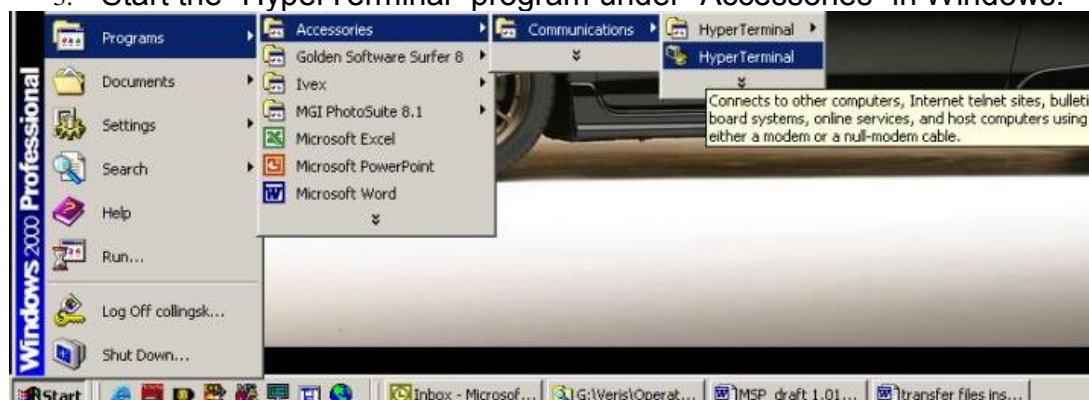 Start the "HyperTerminal" program under "Accessories" in Windows.
Programs
Documents
Settings
Search
Help
Run...
Log Off collingsk...
Shut Down...
Windows 2000 Professional
Accessories
Golden Software Surfer 8
Ivex
MGI PhotoSuite 8.1
Microsoft Excel
Microsoft PowerPoint
Microsoft Word
Communications
HyperTerminal
HyperTerminal
Connects to other computers, Internet telnet sites, bulleti
board systems, online services, and host computers using
either a modem or a null-modem cable.
Start
Inbox - Microsof...
G:\Veris\Operat...
MSP draft 1.01...
transfer files ins...